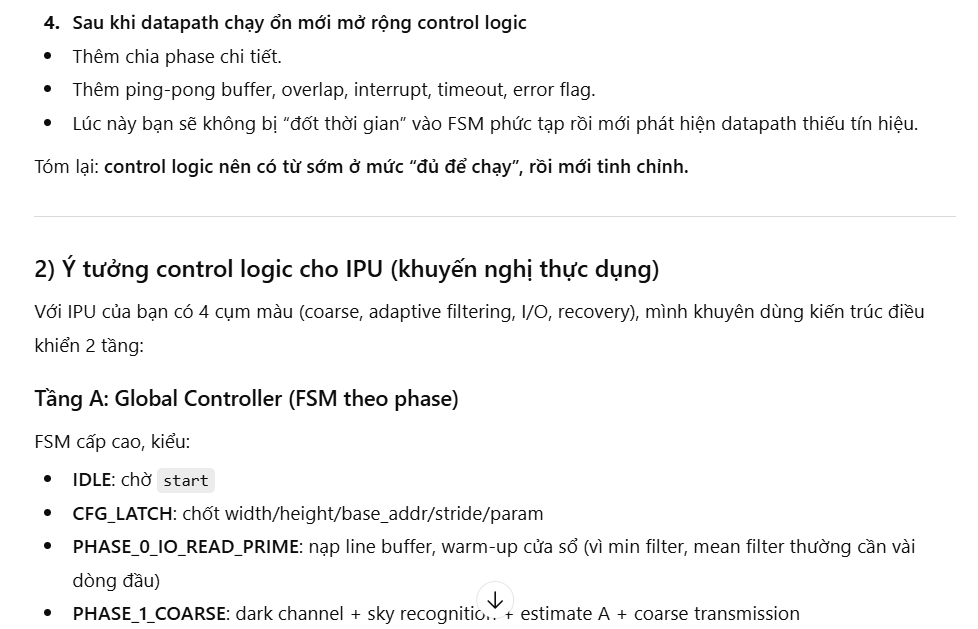 4. Sau khi datapath chạy ổn mới mở rộng control logic
• Thêm chia phase chi tiết.
• Thêm ping-pong buffer, overlap, interrupt, timeout, error flag.
• Lúc này bạn sẽ không bị “đốt thời gian” vào FSM phức tạp rồi mới phát hiện datapath thiếu tín hiệu.
Tóm lại: control logic nên có từ sớm ở mức “đủ để chạy”, rồi mới tinh chỉnh.
2) Ý tưởng control logic cho IPU (khuyến nghị thực dụng)
Với IPU của bạn có 4 cụm màu (coarse, adaptive filtering, I/O, recovery), mình khuyên dùng kiến trúc điều
khiển 2 tầng:
Tầng A: Global Controller (FSM theo phase)
FSM cấp cao, kiểu:
• IDLE: chờ start
• CFG_LATCH: chốt width/height/base_addr/stride/param
• PHASE_0_IO_READ_PRIME: nạp line buffer, warm-up cửa sổ (vì min filter, mean filter thường cần vài
dòng đầu)
• PHASE_1_COARSE: dark channel + sky recognition + estimate A + coarse transmission